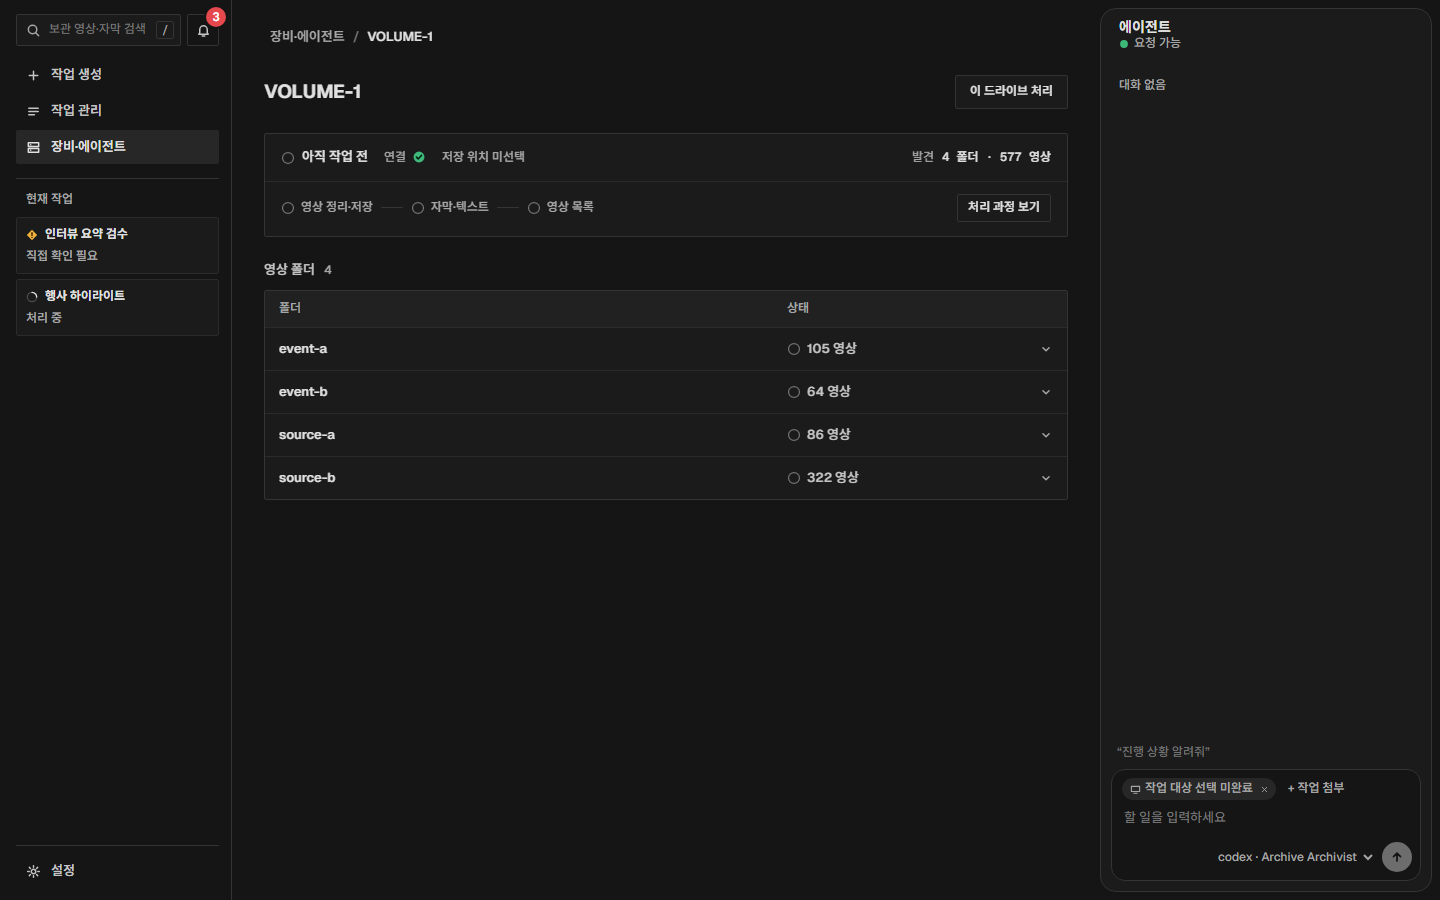 보관 영상·자막 검색 /
3
작업 생성
작업 관리
장비·에이전트
현재 작업
인터뷰 요약 검수
직접 확인 필요
행사 하이라이트
처리 중
설정
장비·에이전트 / VOLUME-1
VOLUME-1
이 드라이브 처리
아직 작업 전 연결 저장 위치 미선택 발견 4 폴더 · 577 영상
영상 정리·저장 자막·텍스트 영상 목록 처리 과정 보기
영상 폴더 4
폴더 상태
event-a 105 영상
event-b 64 영상
source-a 86 영상
source-b 322 영상
에이전트
요청 가능
대화 없음
“진행 상황 알려줘”
작업 대상 선택 미완료 × + 작업 첨부
할 일을 입력하세요
codex · Archive Archivist